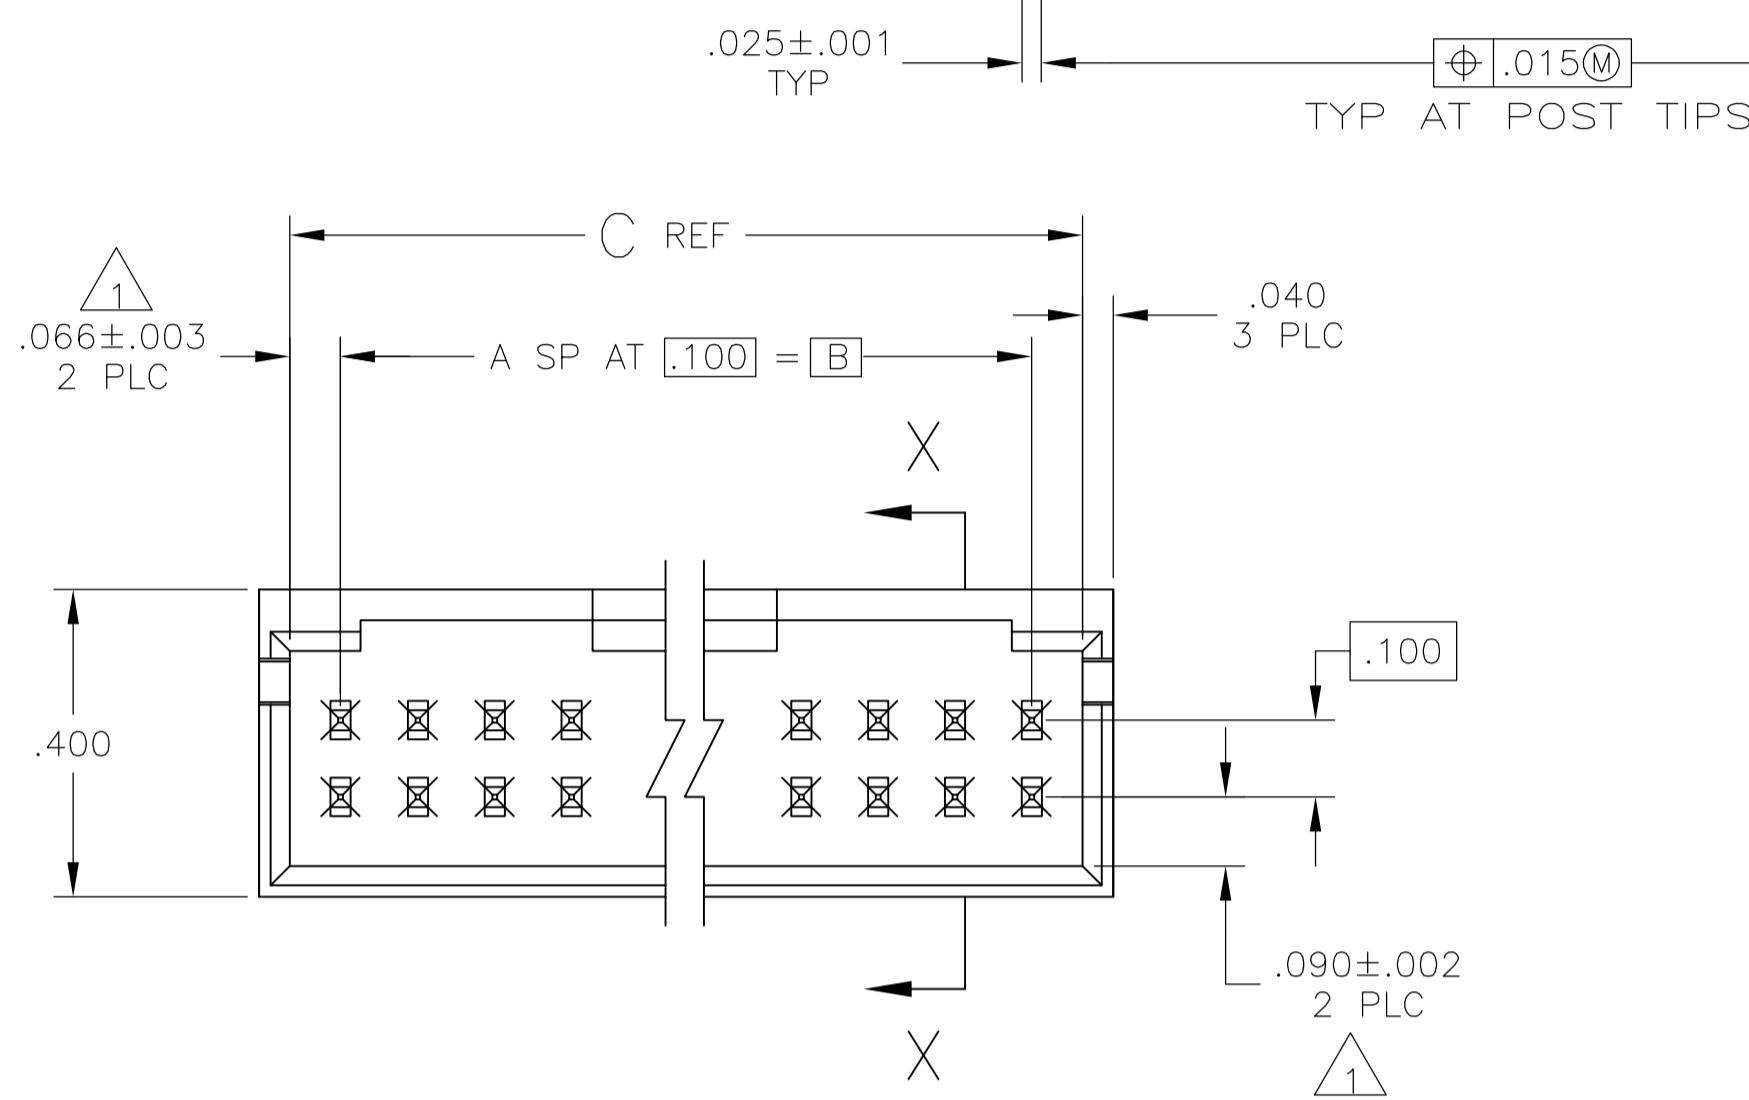 .025±.001
TYP
⌖ .015Ⓜ
TYP AT POST TIPS
C REF
1
.066±.003
2 PLC
.040
3 PLC
A SP AT .100 = B
X
.100
.400
.090±.002
2 PLC
1
X